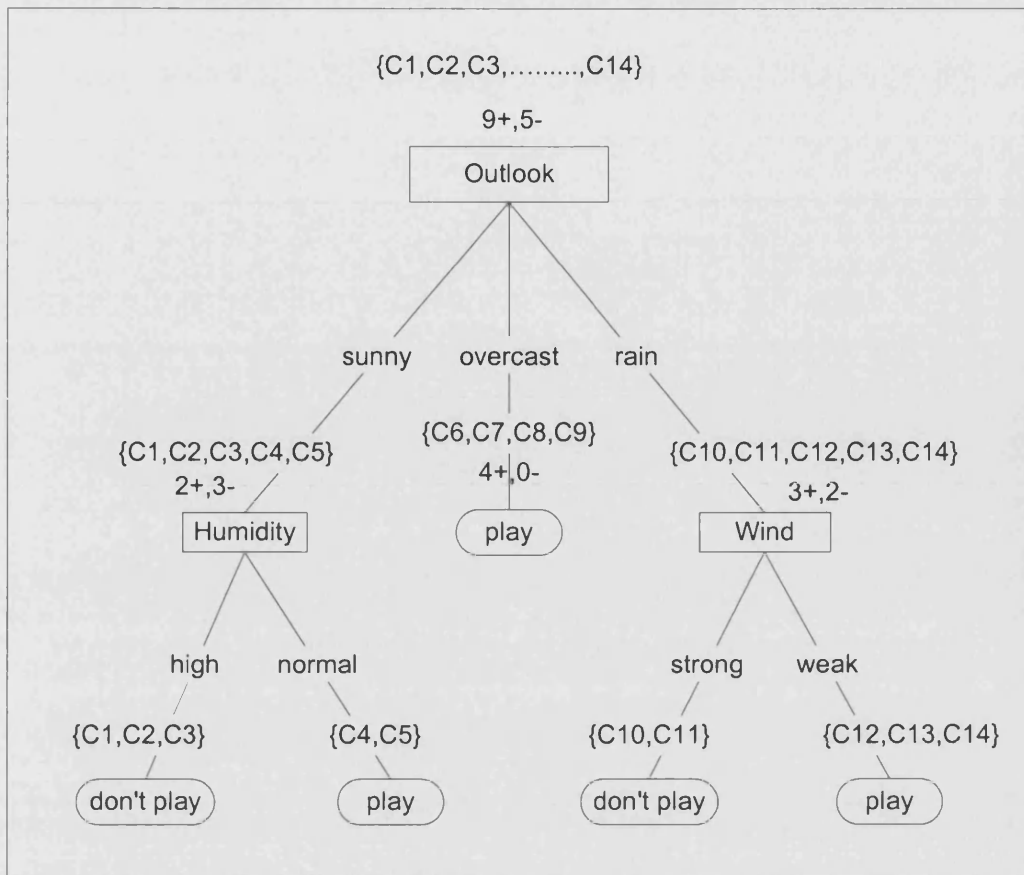 {C1,C2,C3,.........,C14}
9+,5-
Outlook
sunny overcast rain
{C1,C2,C3,C4,C5} {C6,C7,C8,C9} {C10,C11,C12,C13,C14}
2+,3- 4+,0- 3+,2-
Humidity play Wind
high normal strong weak
{C1,C2,C3} {C4,C5} {C10,C11} {C12,C13,C14}
don't play play don't play play